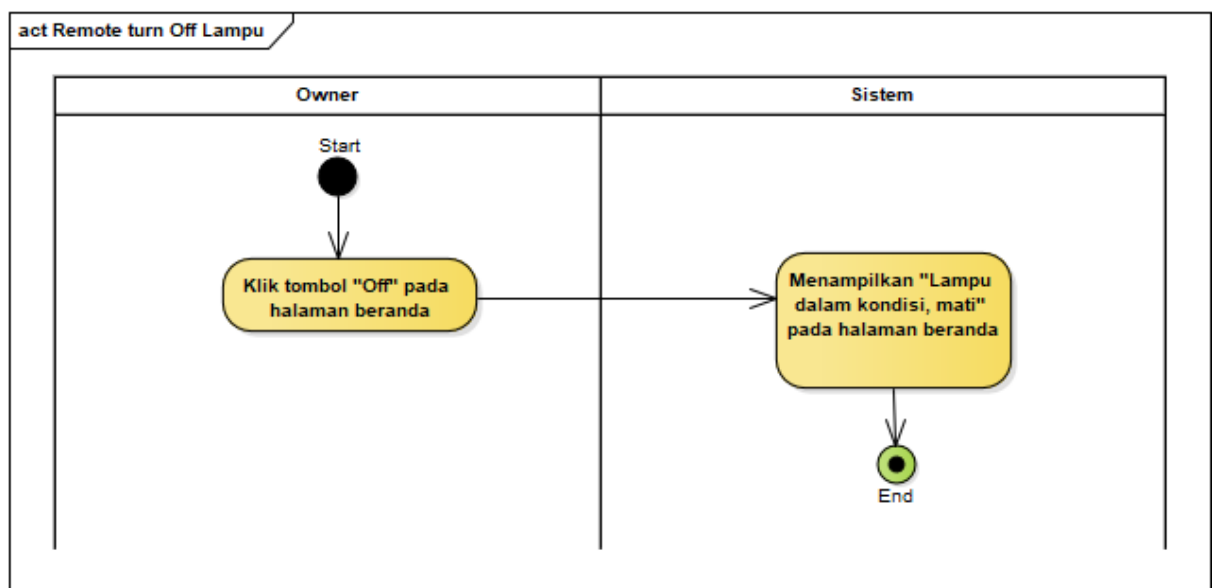 act Remote turn Off Lampu
Owner
Sistem
Start
Klik tombol "Off" pada
halaman beranda
Menampilkan "Lampu
dalam kondisi, mati"
pada halaman beranda
End